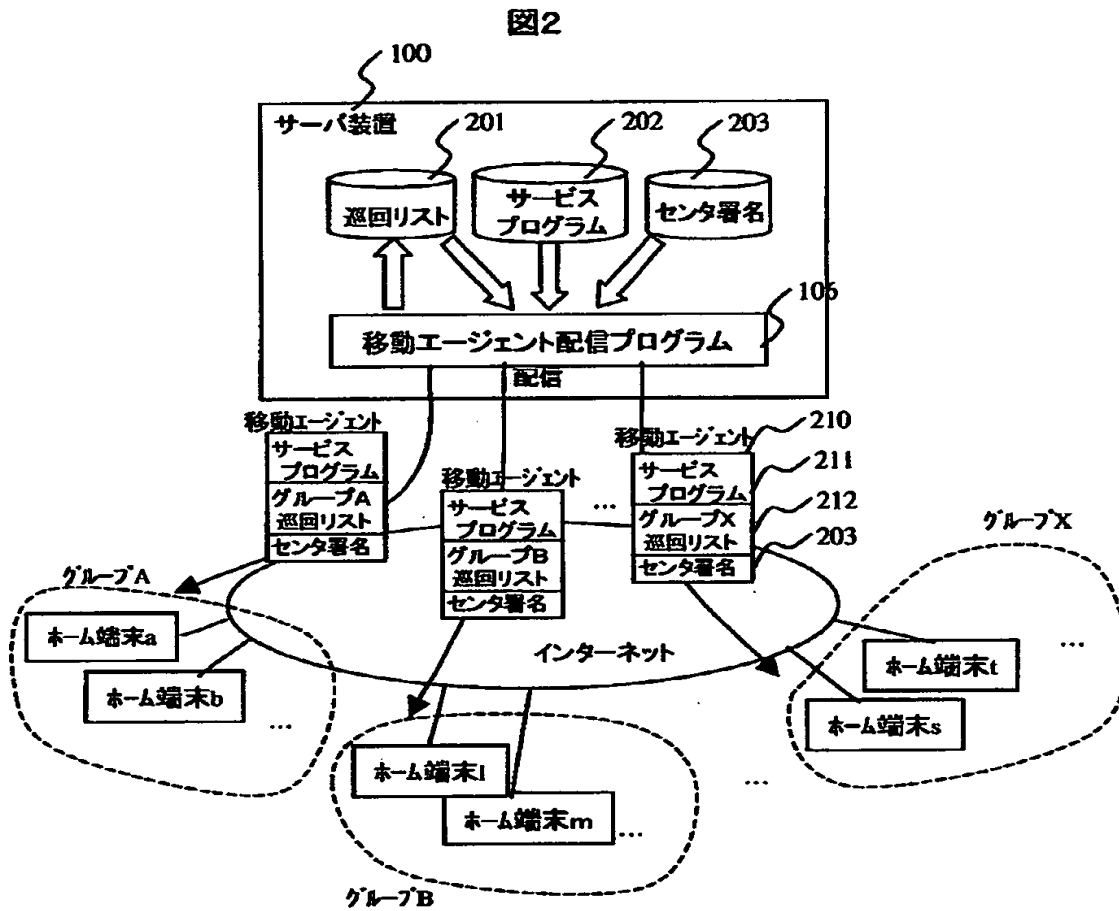 図2
100
サーバ装置
201
202
203
巡回リスト
サービス
プログラム
センタ署名
106
移動エージェント配信プログラム
配信
移動エージェント
サービス
プログラム
グループA
巡回リスト
センタ署名
移動エージェント
サービス
プログラム
グループB
巡回リスト
センタ署名
…
移動エージェント
210
サービス
プログラム
211
グループX
巡回リスト
212
センタ署名
203
グループX
グループA
ホーム端末a
ホーム端末b
…
インターネット
ホーム端末t
…
ホーム端末s
ホーム端末l
ホーム端末m
…
…
グループB